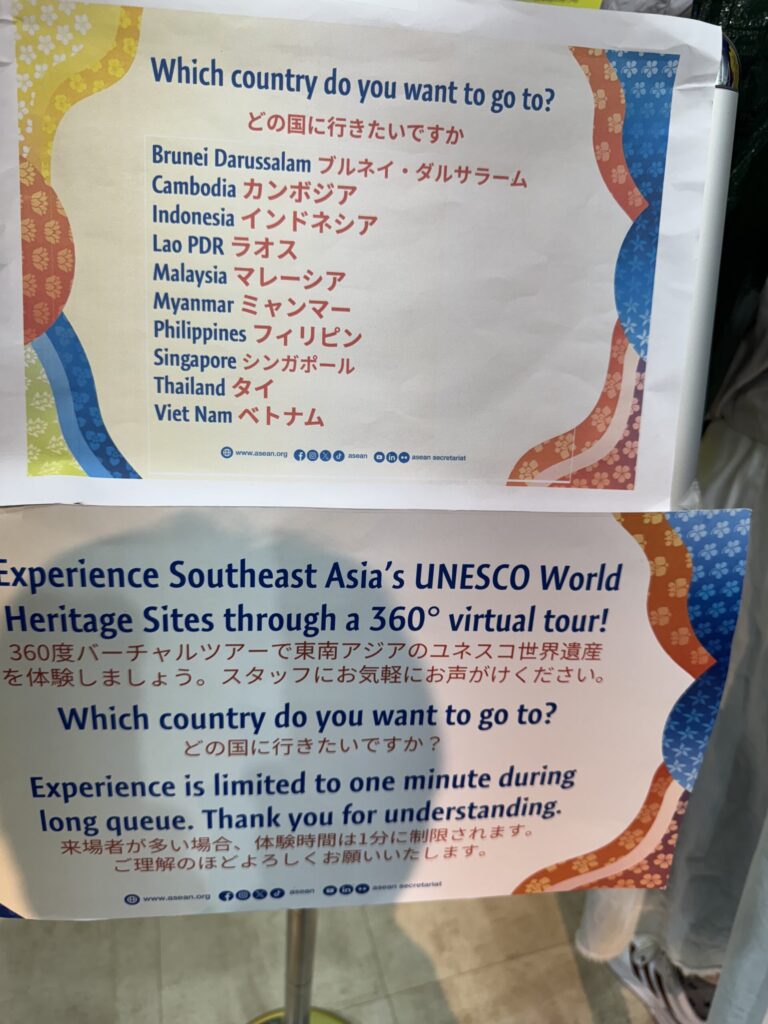 Which country do you want to go to?
どの国に行きたいですか
Brunei Darussalam ブルネイ・ダルサラーム
Cambodia カンボジア
Indonesia インドネシア
Lao PDR ラオス
Malaysia マレーシア
Myanmar ミャンマー
Philippines フィリピン
Singapore シンガポール
Thailand タイ
Viet Nam ベトナム
www.asean.org asean asean secretariat
Experience Southeast Asia's UNESCO World
Heritage Sites through a 360° virtual tour!
360度バーチャルツアーで東南アジアのユネスコ世界遺産
を体験しましょう。スタッフにお気軽にお声がけください。
Which country do you want to go to?
どの国に行きたいですか？
Experience is limited to one minute during
long queue. Thank you for understanding.
来場者が多い場合、体験時間は1分に制限されます。
ご理解のほどよろしくお願いいたします。
www.asean.org asean asean secretariat